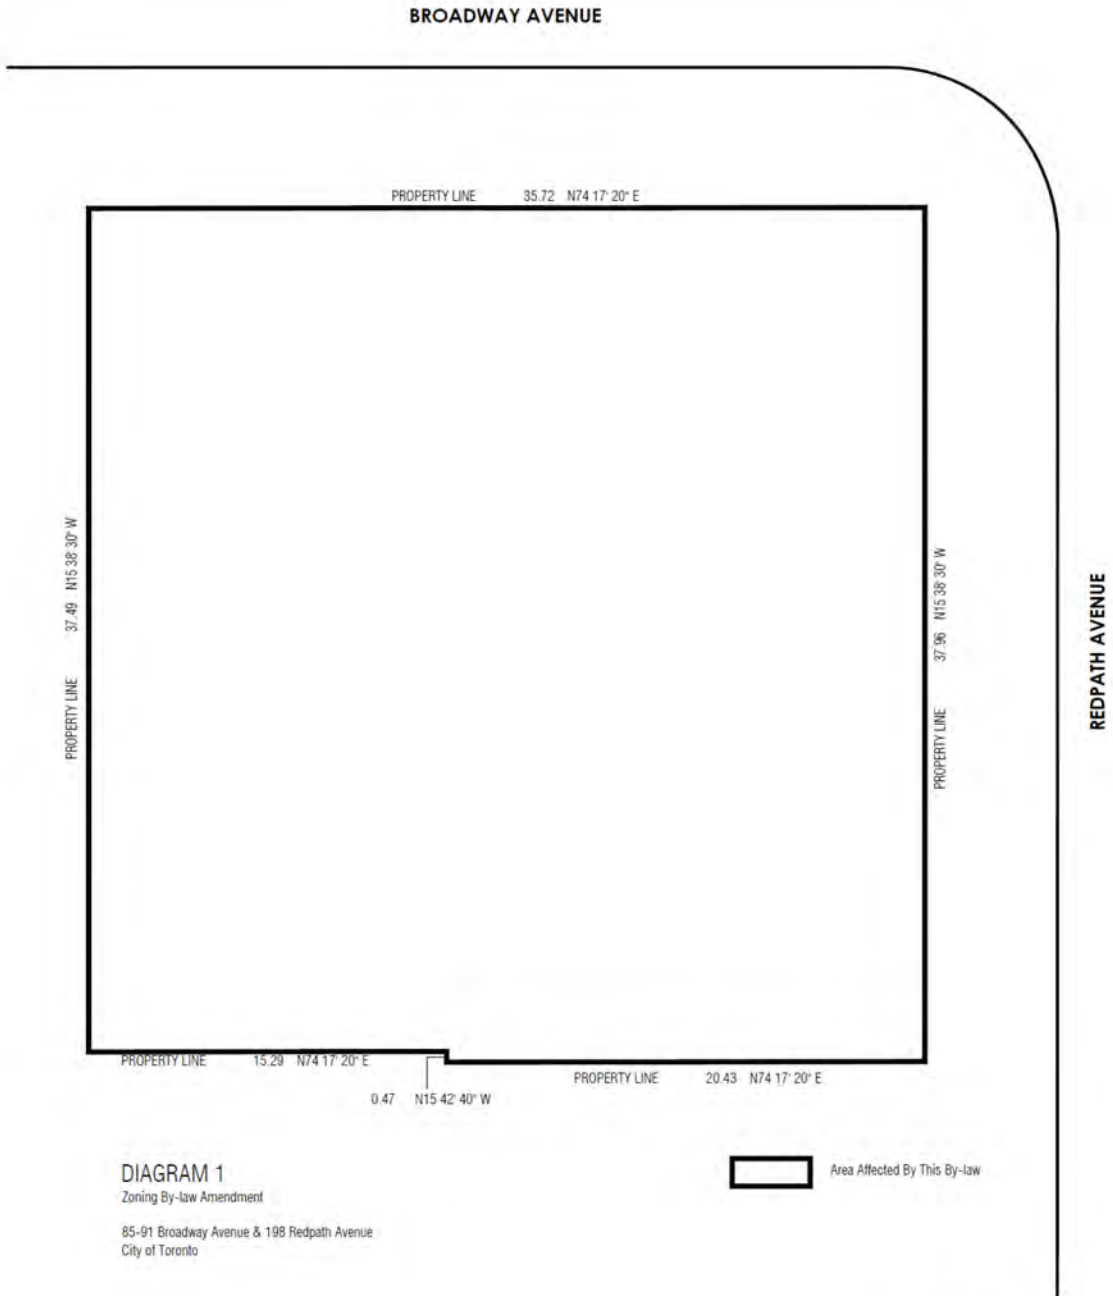 BROADWAY AVENUE
PROPERTY LINE 35.72 N74 17' 20" E
PROPERTY LINE 37.49 N15 38' 30" W
PROPERTY LINE 37.96 N15 38' 30" W
REDPATH AVENUE
PROPERTY LINE 15.29 N74 17' 20" E
PROPERTY LINE 20.43 N74 17' 20" E
0.47 N15 42' 40" W
DIAGRAM 1
Zoning By-law Amendment
Area Affected By This By-law
85-91 Broadway Avenue & 198 Redpath Avenue
City of Toronto